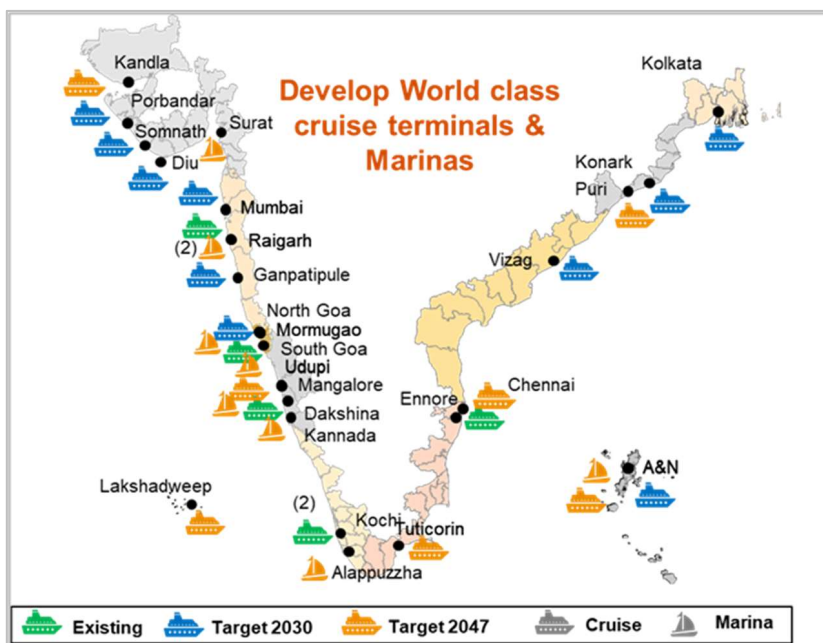 Kandla
Kolkata
Develop World class
cruise terminals &
Marinas
Porbandar
Somnath
Surat
Diu
Konark
Puri
Mumbai
Raigarh
(2)
Ganpatipule
Vizag
North Goa
Mormugao
South Goa
Udupi
Mangalore
Dakshina
Kannada
Ennore
Chennai
A&N
Lakshadweep
(2)
Kochi
Tuticorin
Alappuzzha
Existing
Target 2030
Target 2047
Cruise
Marina